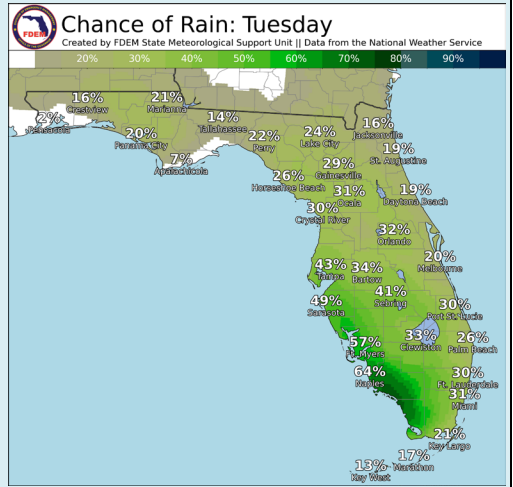 FDEM
Chance of Rain: Tuesday
Created by FDEM State Meteorological Support Unit || Data from the National Weather Service
20% 30% 40% 50% 60% 70% 80% 90%
16%
Crestview
21%
Marianna
2%
Pensacola
14%
Tallahassee
20%
Panama City
22%
Perry
24%
Lake City
16%
Jacksonville
7%
Apalachicola
19%
St. Augustine
29%
Gainesville
26%
Horseshoe Beach
31%
Ocala
19%
Daytona Beach
30%
Crystal River
32%
Orlando
20%
Melbourne
43%
Tampa
34%
Bartow
41%
Sebring
49%
Sarasota
30%
Port St. Lucie
33%
Clewiston
26%
Palm Beach
57%
Ft. Myers
64%
Naples
30%
Ft. Lauderdale
31%
Miami
21%
Key Largo
17%
Marathon
13%
Key West